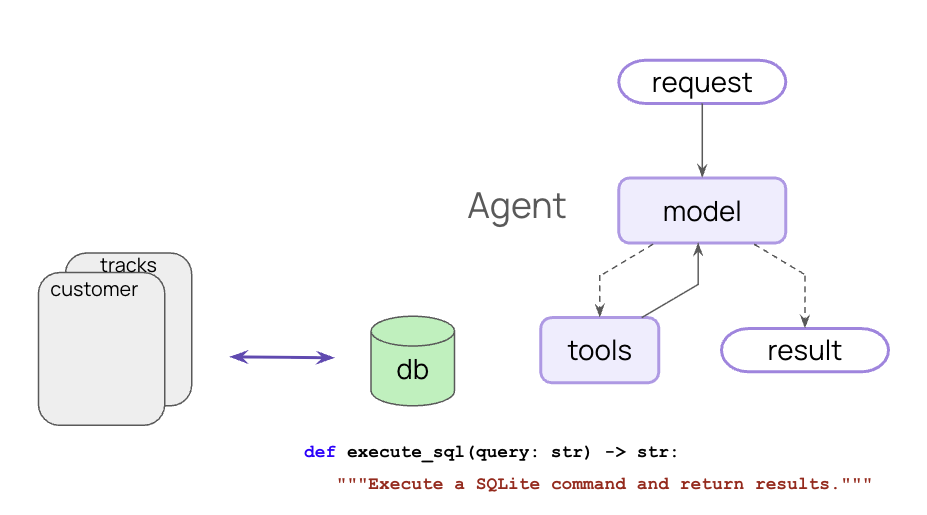 request
Agent
model
tracks
customer
db
tools
result
def execute_sql(query: str) -> str:
"""Execute a SQLite command and return results."""